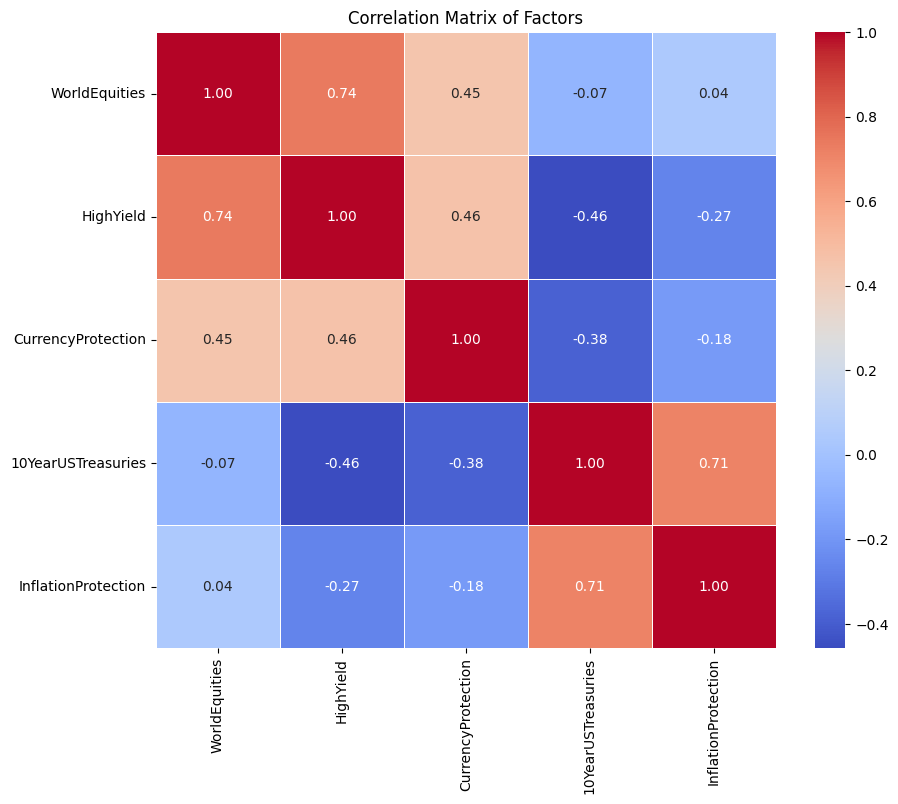 Correlation Matrix of Factors
WorldEquities 1.00 0.74 0.45 -0.07 0.04
HighYield 0.74 1.00 0.46 -0.46 -0.27
CurrencyProtection 0.45 0.46 1.00 -0.38 -0.18
10YearUSTreasuries -0.07 -0.46 -0.38 1.00 0.71
InflationProtection 0.04 -0.27 -0.18 0.71 1.00
WorldEquities
HighYield
CurrencyProtection
10YearUSTreasuries
InflationProtection
1.0
0.8
0.6
0.4
0.2
0.0
−0.2
−0.4